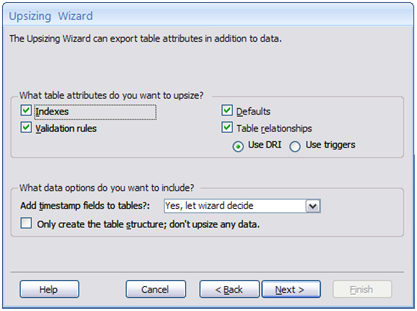 Upsizing Wizard
The Upsizing Wizard can export table attributes in addition to data.
What table attributes do you want to upsize?
Indexes
Defaults
Validation rules
Table relationships
Use DRI
Use triggers
What data options do you want to include?
Add timestamp fields to tables?: Yes, let wizard decide
Only create the table structure; don't upsize any data.
Help Cancel < Back Next > Finish